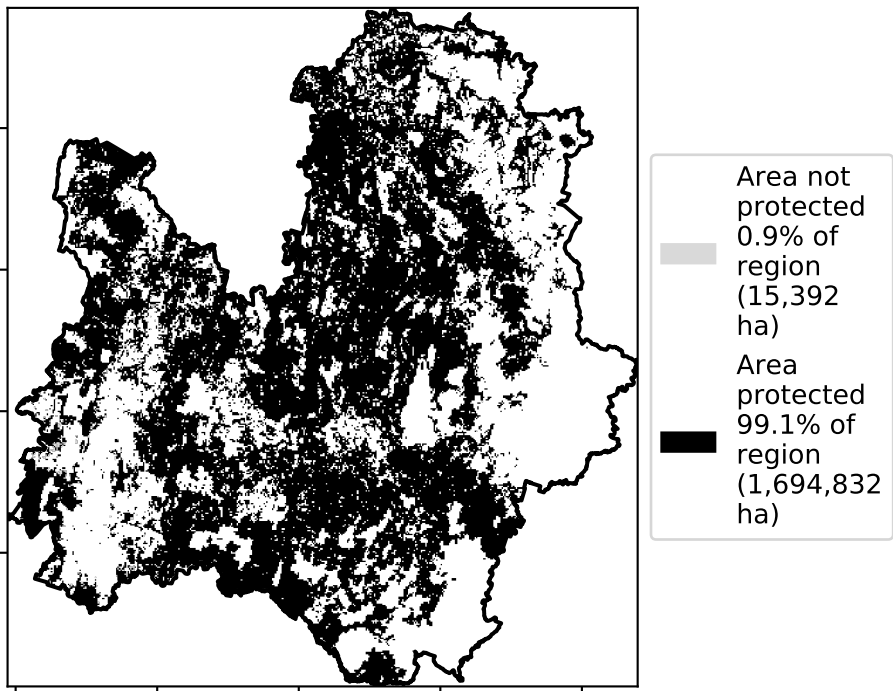 Area not
protected
0.9% of
region
(15,392
ha)
Area
protected
99.1% of
region
(1,694,832
ha)